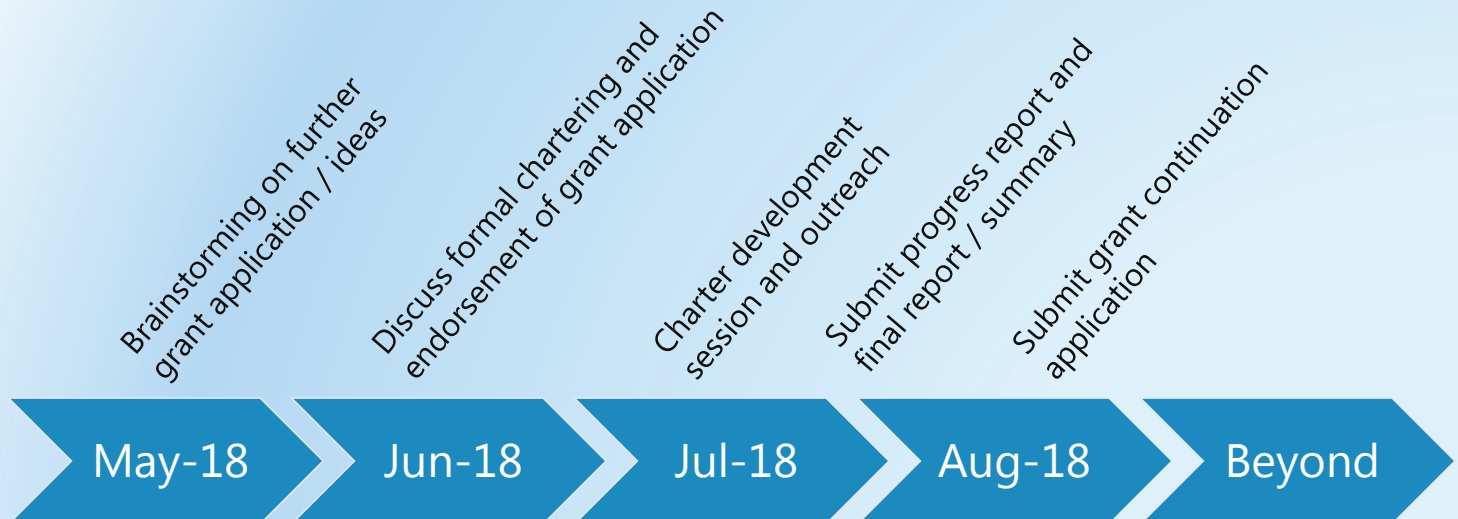 Brainstorming on further
grant application / ideas
Discuss formal chartering and
endorsement of grant application
Charter development
session and outreach
Submit progress report and
final report / summary
Submit grant continuation
application
May-18
Jun-18
Jul-18
Aug-18
Beyond